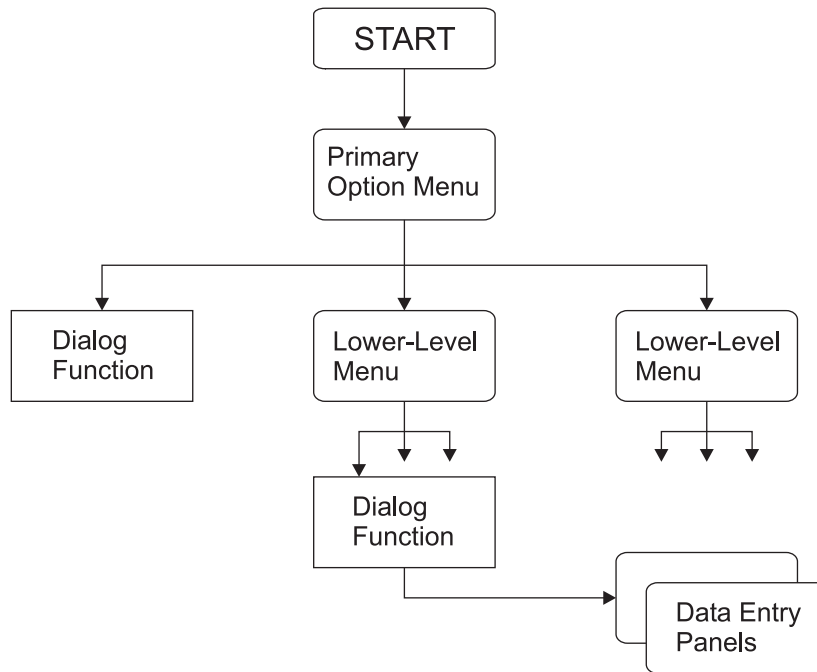 START
Primary
Option Menu
Dialog
Function
Lower-Level
Menu
Lower-Level
Menu
Dialog
Function
Data Entry
Panels